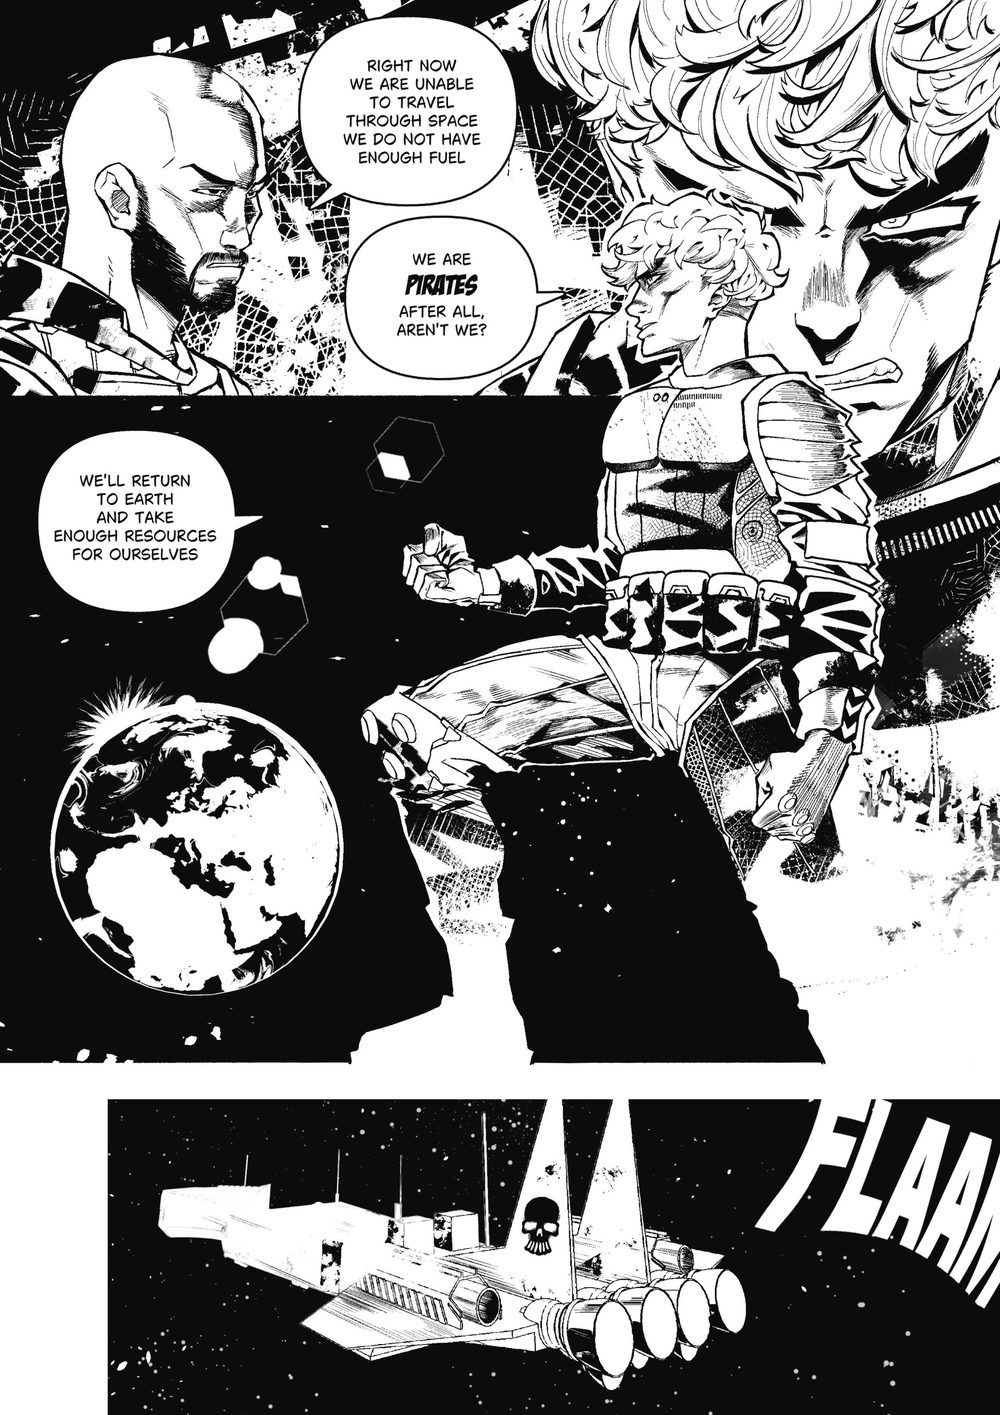 RIGHT NOW
WE ARE UNABLE
TO TRAVEL
THROUGH SPACE
WE DO NOT HAVE
ENOUGH FUEL
WE ARE
PIRATES
AFTER ALL,
AREN'T WE?
WE'LL RETURN
TO EARTH
AND TAKE
ENOUGH RESOURCES
FOR OURSELVES
FLAAM